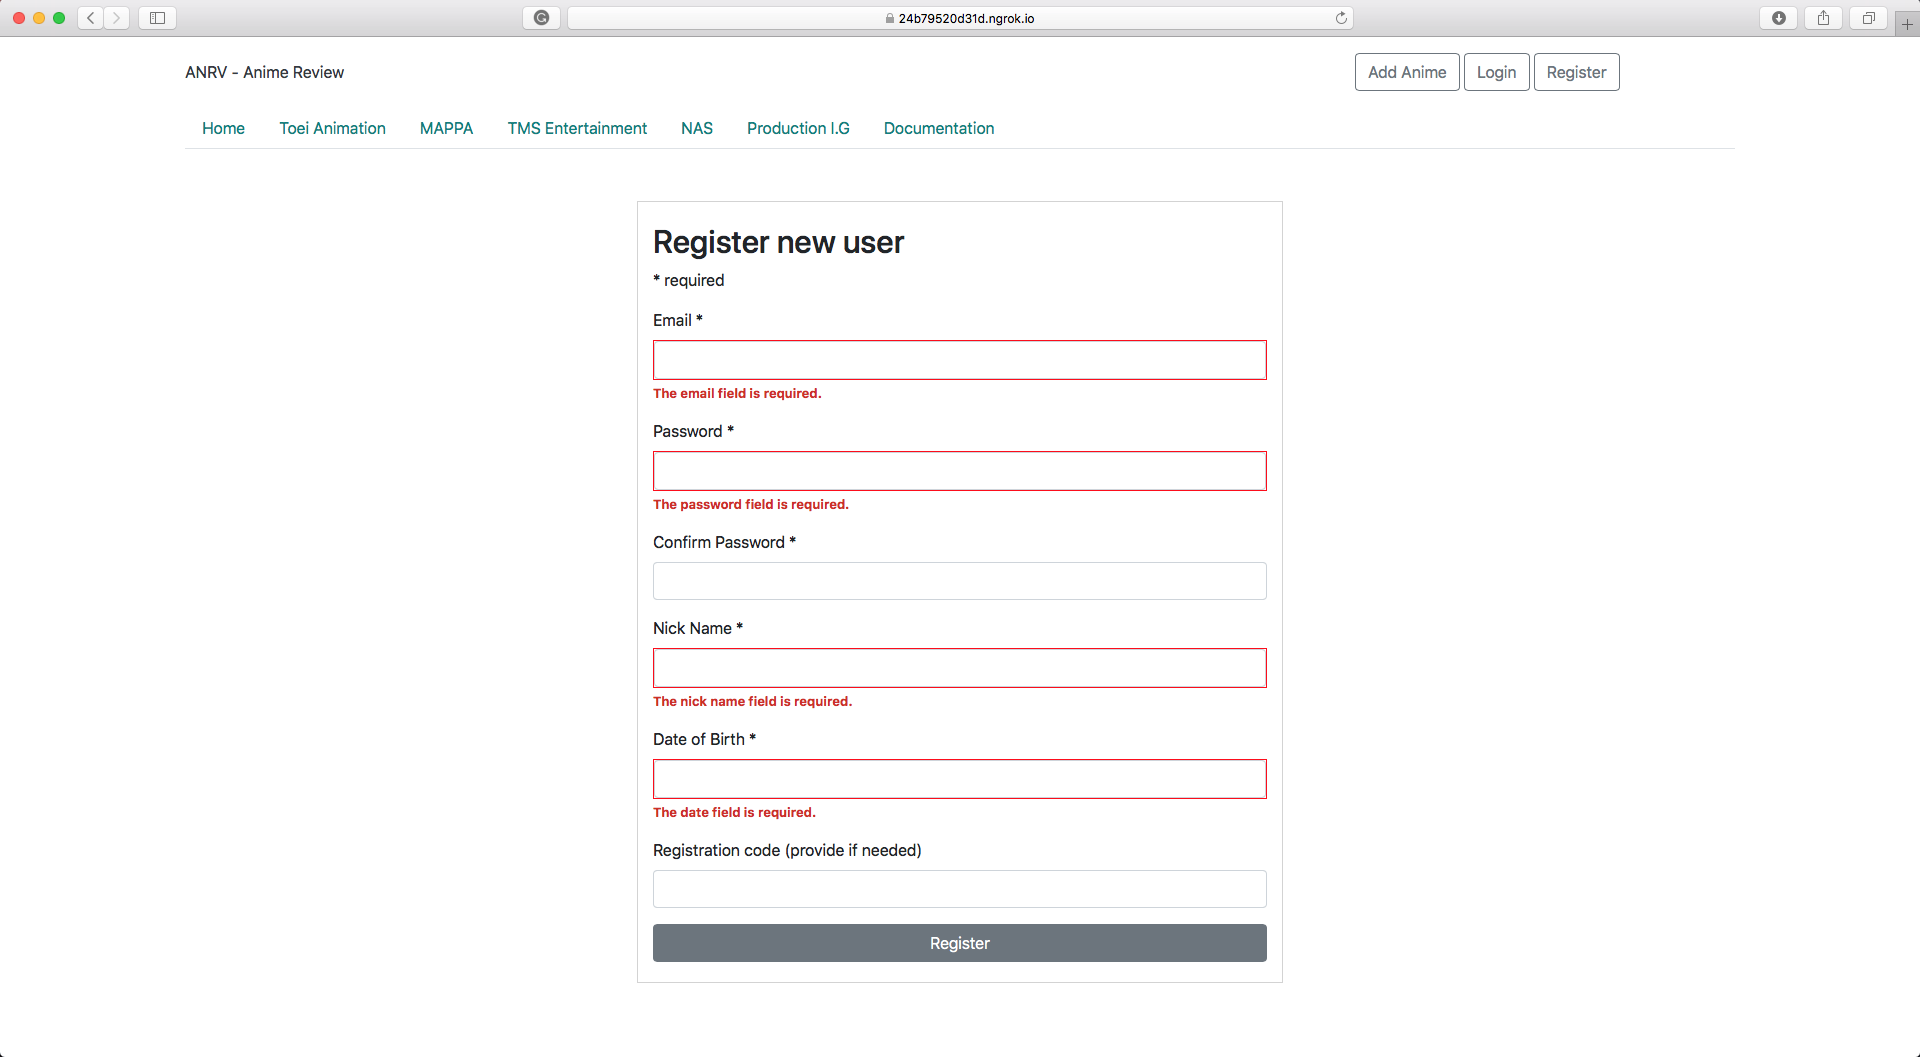 24b79520d31d.ngrok.io
ANRV - Anime Review
Add Anime Login Register
Home Toei Animation MAPPA TMS Entertainment NAS Production I.G Documentation
Register new user
* required
Email *
The email field is required.
Password *
The password field is required.
Confirm Password *
Nick Name *
The nick name field is required.
Date of Birth *
The date field is required.
Registration code (provide if needed)
Register